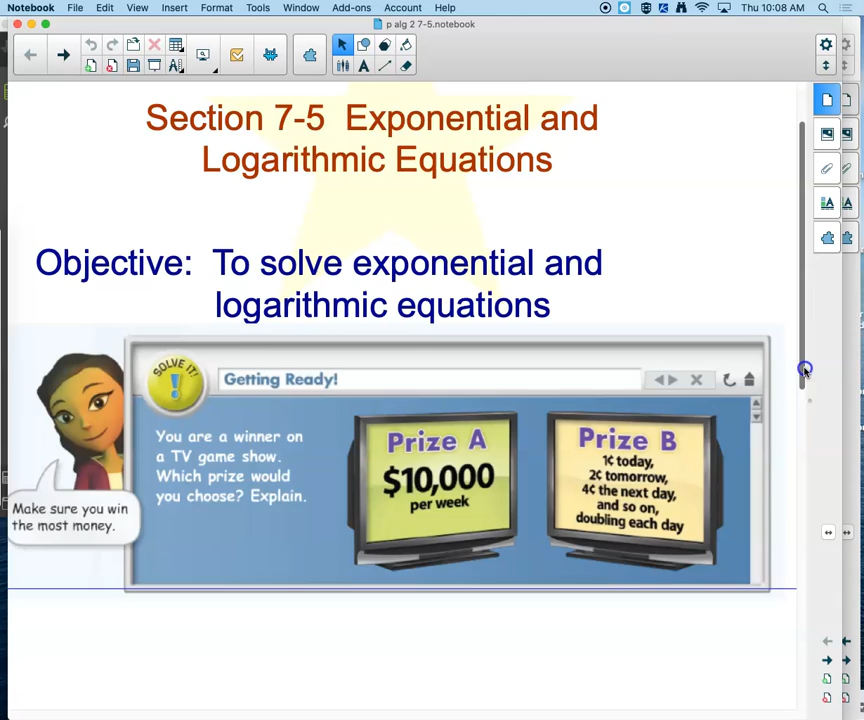 Notebook File Edit View Insert Format Tools Window Add-ons Account Help Thu 10:08 AM
p alg 2 7-5.notebook
Section 7-5 Exponential and
Logarithmic Equations
Objective: To solve exponential and
logarithmic equations
SOLVE IT!
Getting Ready!
You are a winner on
a TV game show.
Which prize would
you choose? Explain.
Prize A
$10,000
per week
Prize B
1¢ today,
2¢ tomorrow,
4¢ the next day,
and so on,
doubling each day
Make sure you win
the most money.